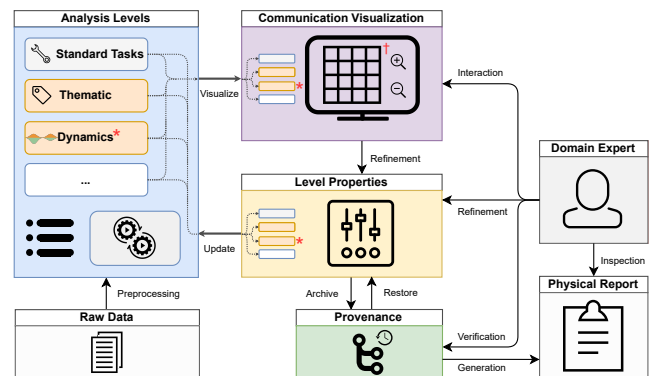 Analysis Levels
Standard Tasks
Thematic
Dynamics*
...
Visualize
Update
Preprocessing
Raw Data
Communication Visualization
*
†
Refinement
Level Properties
*
Archive
Restore
Provenance
Interaction
Domain Expert
Refinement
Inspection
Physical Report
Verification
Generation